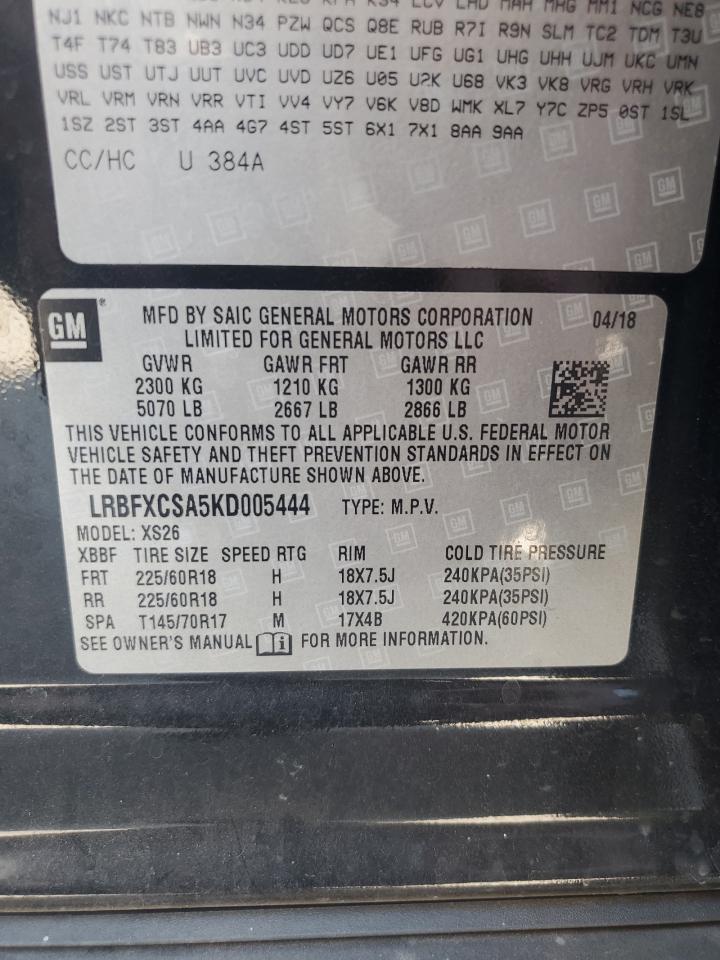 NJ1 NKC NTB NWN N34 PZW QCS Q8E RUB R7I R9N SLM TC2 TDM T3U
T4F T74 T83 UB3 UC3 UDD UD7 UE1 UFG UG1 UHG UHH UJM UKC UMN
USS UST UTJ UUT UVC UVD UZ6 U05 U2K U68 VK3 VK8 VRG VRH VRK
VRL VRM VRN VRR VTI VV4 VY7 V6K V8D WMK XL7 Y7C ZP5 0ST 1SL
1SZ 2ST 3ST 4AA 4G7 4ST 5ST 6X1 7X1 8AA 9AA
CC/HC U 384A
GM ® MFD BY SAIC GENERAL MOTORS CORPORATION 04/18
LIMITED FOR GENERAL MOTORS LLC
GVWR GAWR FRT GAWR RR
2300 KG 1210 KG 1300 KG
5070 LB 2667 LB 2866 LB
THIS VEHICLE CONFORMS TO ALL APPLICABLE U.S. FEDERAL MOTOR
VEHICLE SAFETY AND THEFT PREVENTION STANDARDS IN EFFECT ON
THE DATE OF MANUFACTURE SHOWN ABOVE.
LRBFXCSA5KD005444 TYPE: M.P.V.
MODEL: XS26
XBBF TIRE SIZE SPEED RTG RIM COLD TIRE PRESSURE
FRT 225/60R18 H 18X7.5J 240KPA(35PSI)
RR 225/60R18 H 18X7.5J 240KPA(35PSI)
SPA T145/70R17 M 17X4B 420KPA(60PSI)
SEE OWNER'S MANUAL FOR MORE INFORMATION.